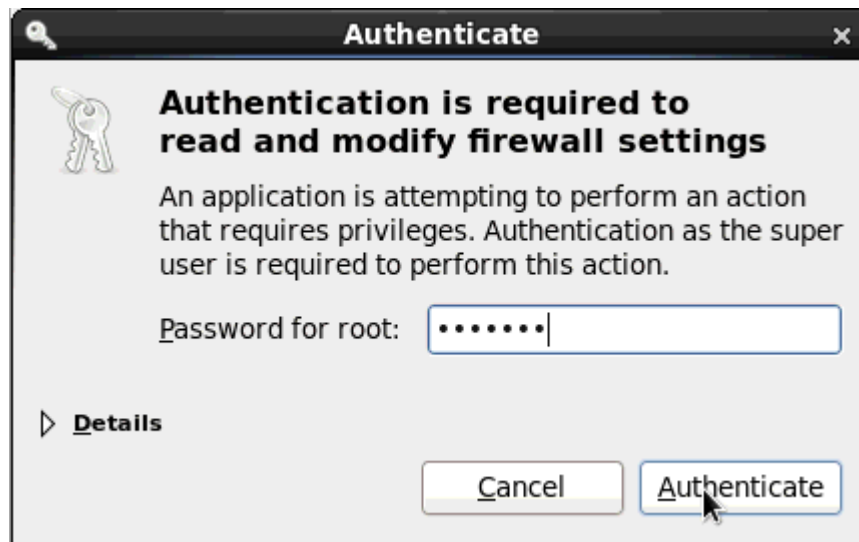 Authenticate
Authentication is required to
read and modify firewall settings
An application is attempting to perform an action
that requires privileges. Authentication as the super
user is required to perform this action.
Password for root: •••••••
Details
Cancel Authenticate